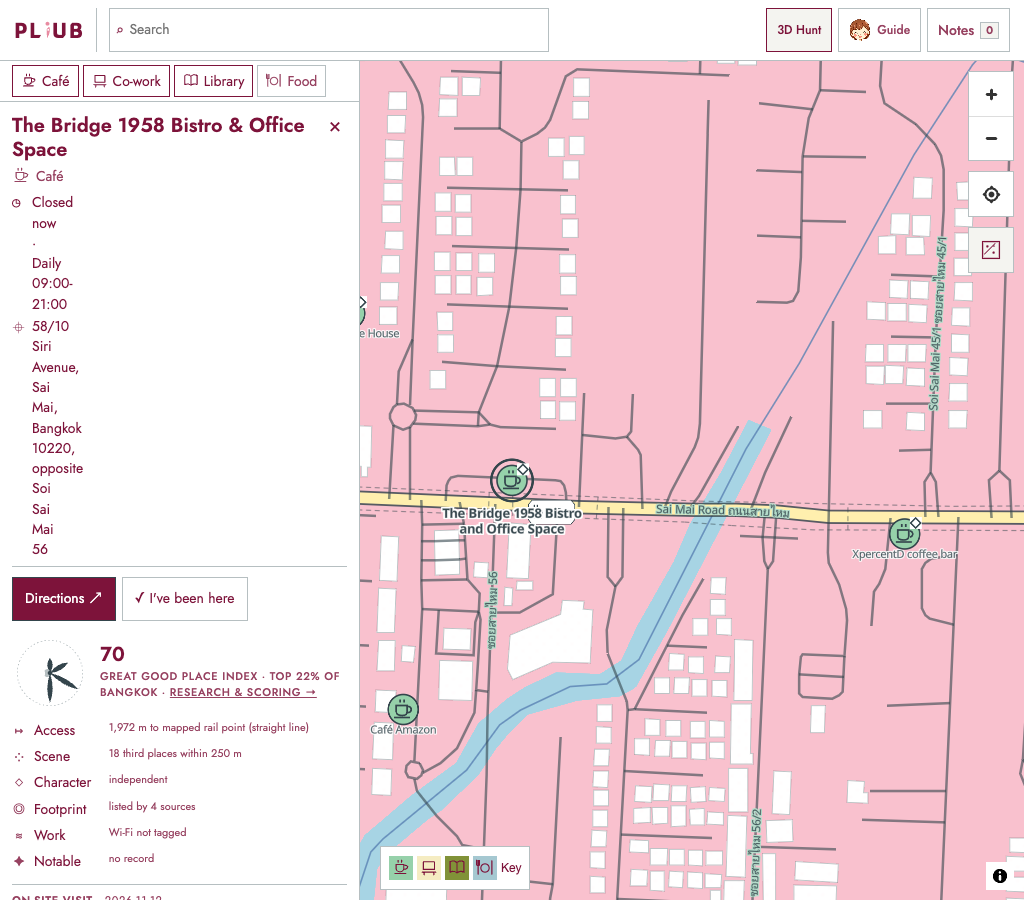 PLIUB
Search
3D Hunt
Guide
Notes 0
Café
Co-work
Library
Food
The Bridge 1958 Bistro & Office
Space
Café
Closed
now
·
Daily
09:00-
21:00
58/10
Siri
Avenue,
Sai
Mai,
Bangkok
10220,
opposite
Soi
Sai
Mai
56
Directions ↗
✓ I've been here
70
GREAT GOOD PLACE INDEX · TOP 22% OF
BANGKOK · RESEARCH & SCORING →
Access 1,972 m to mapped rail point (straight line)
Scene 18 third places within 250 m
Character independent
Footprint listed by 4 sources
Work Wi-Fi not tagged
Notable no record
ON-SITE VISIT · 2026.11.12
e House
The Bridge 1958 Bistro
and Office Space
Sai Mai Road ถนนสายไหม
XpercentD coffee bar
Café Amazon
ซอยสายไหม 56
Soi Sai Mai 45/1 ซอยสายไหม 45/1
ซอยสายไหม 56/2
Key